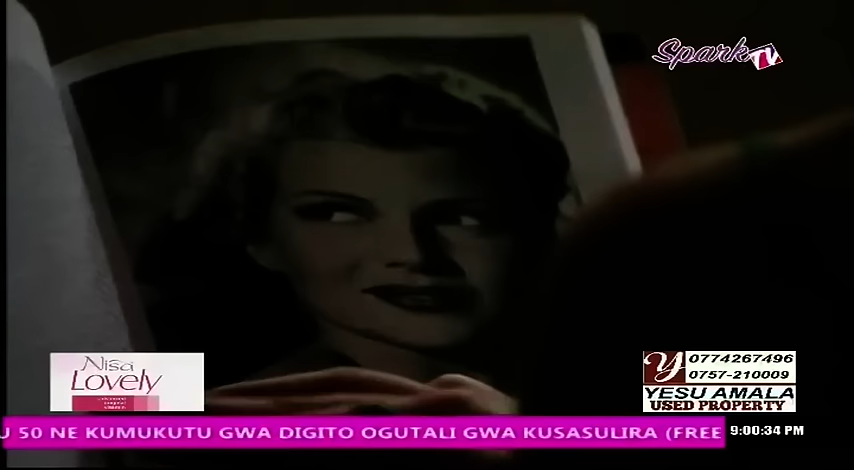 Spark TV
Nisa
Lovely
0774267496
0757-210009
YESU AMALA
USED PROPERTY
U 50 NE KUMUKUTU GWA DIGITO OGUTALI GWA KUSASULIRA (FREE
9:00:34 PM